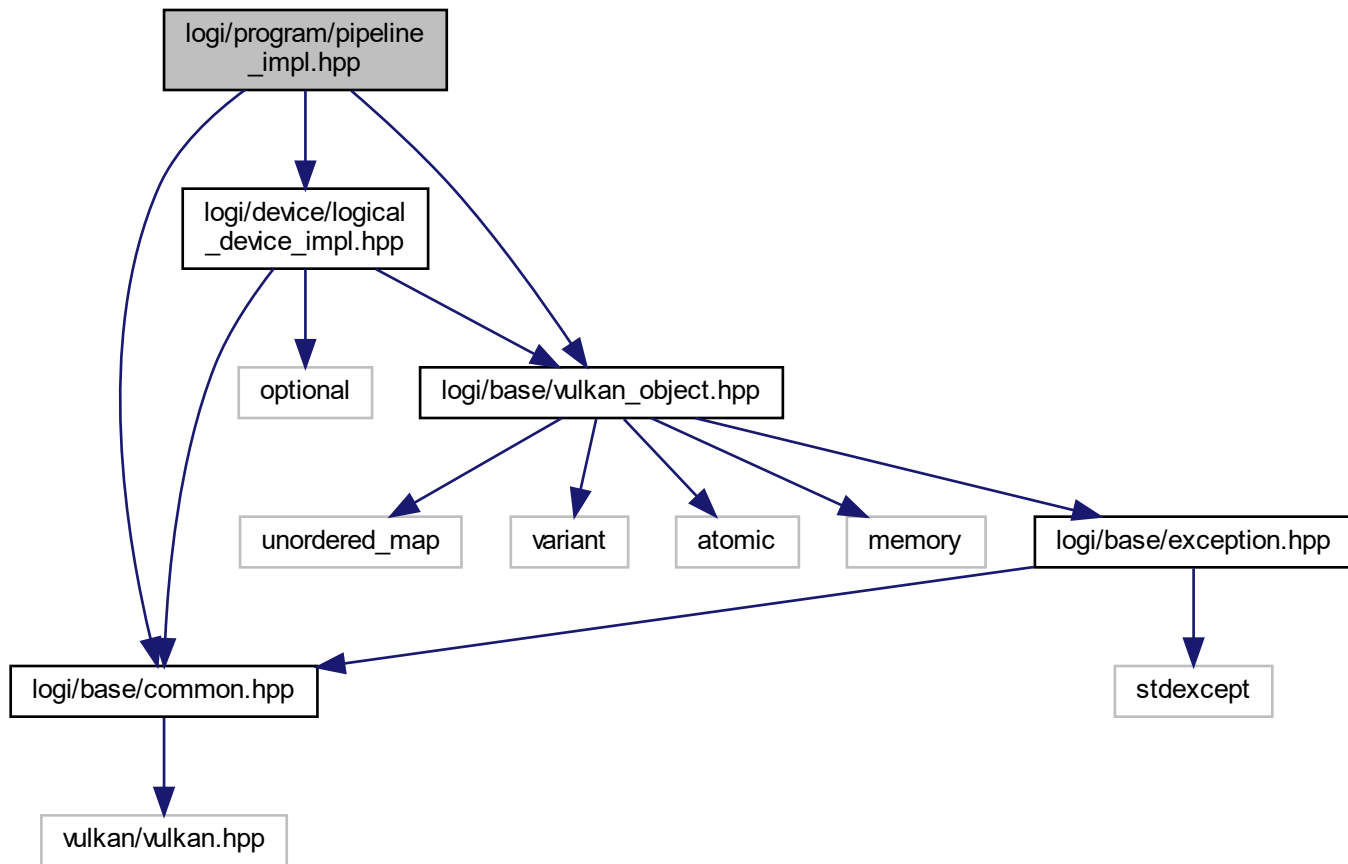 logi/program/pipeline
_impl.hpp
logi/device/logical
_device_impl.hpp
optional
logi/base/vulkan_object.hpp
unordered_map
variant
atomic
memory
logi/base/exception.hpp
logi/base/common.hpp
stdexcept
vulkan/vulkan.hpp